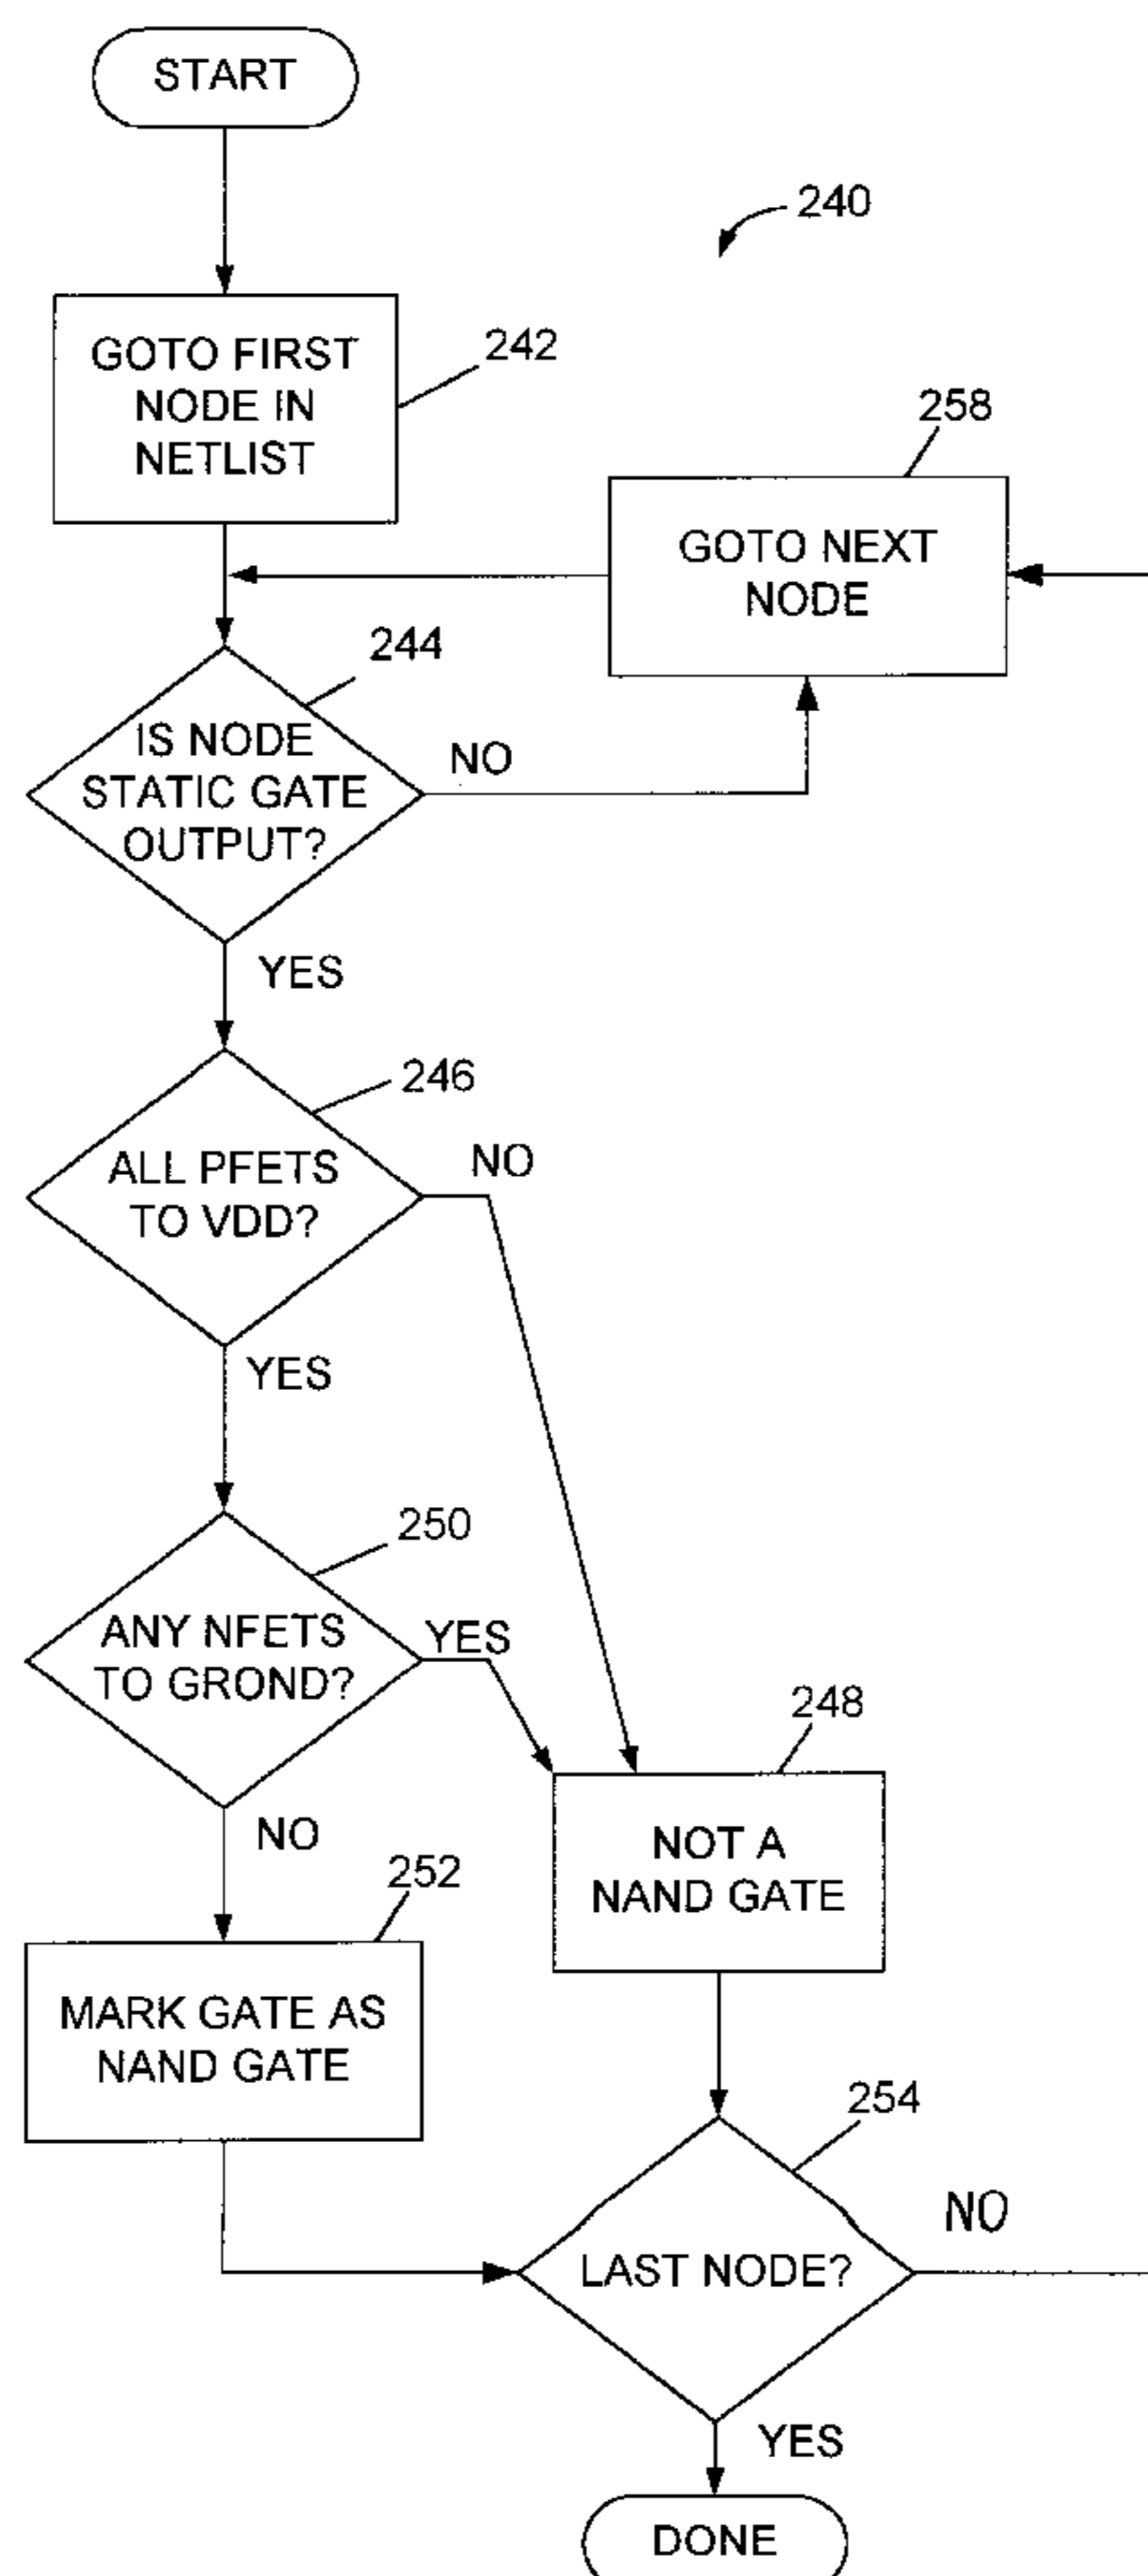 START
240
GOTO FIRST
NODE IN
NETLIST
242
258
GOTO NEXT
NODE
244
IS NODE
STATIC GATE
OUTPUT?
NO
YES
246
ALL PFETS
TO VDD?
NO
YES
250
ANY NFETS
TO GROND?
YES
248
NOT A
NAND GATE
NO
252
MARK GATE AS
NAND GATE
254
LAST NODE?
NO
YES
DONE